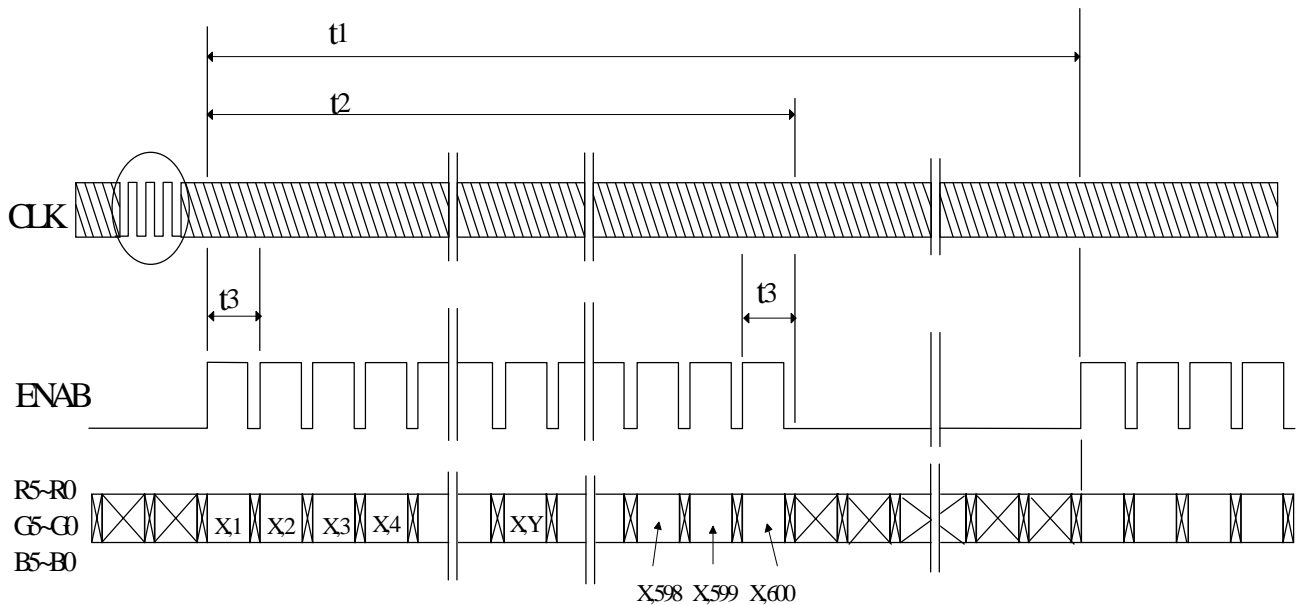 t1
t2
CLK
t3
t3
ENAB
R5~R0
G5~G0
B5~B0
X,1
X,2
X,3
X,4
X,Y
X,598
X,599
X,600